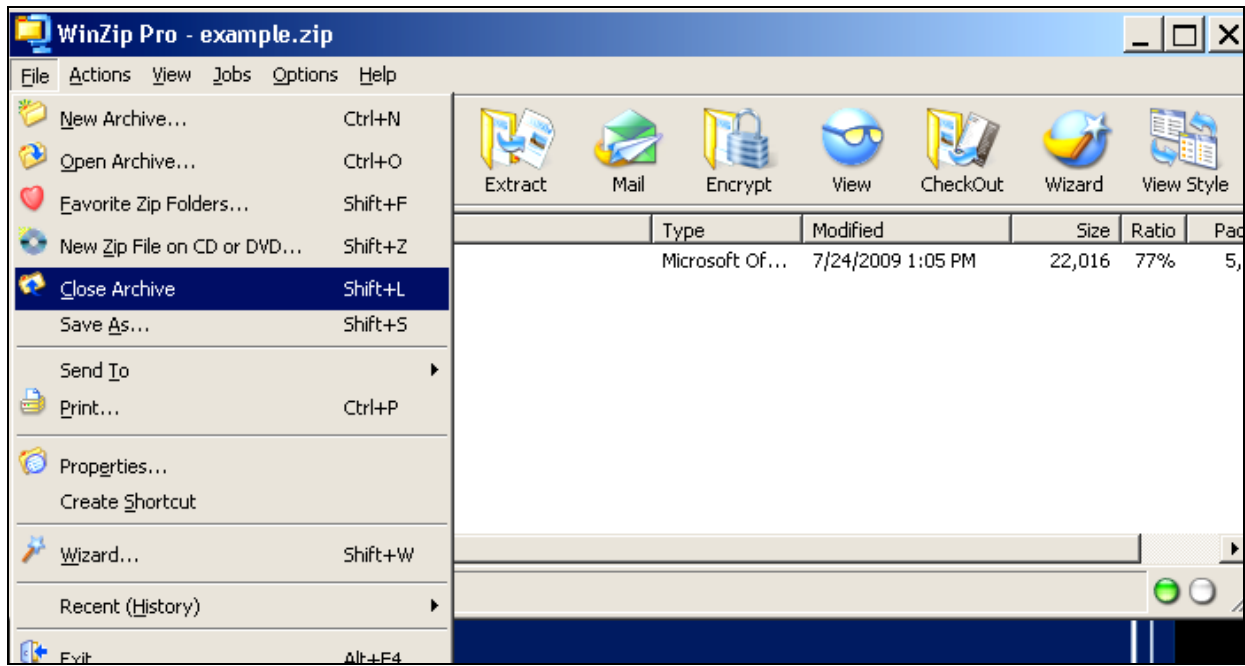 WinZip Pro - example.zip
File Actions View Jobs Options Help
New Archive... Ctrl+N
Open Archive... Ctrl+O
Favorite Zip Folders... Shift+F
New Zip File on CD or DVD... Shift+Z
Close Archive Shift+L
Save As... Shift+S
Send To
Print... Ctrl+P
Properties...
Create Shortcut
Wizard... Shift+W
Recent (History)
Exit Alt+F4
Extract Mail Encrypt View CheckOut Wizard View Style
Type Modified Size Ratio Pac
Microsoft Of... 7/24/2009 1:05 PM 22,016 77% 5,